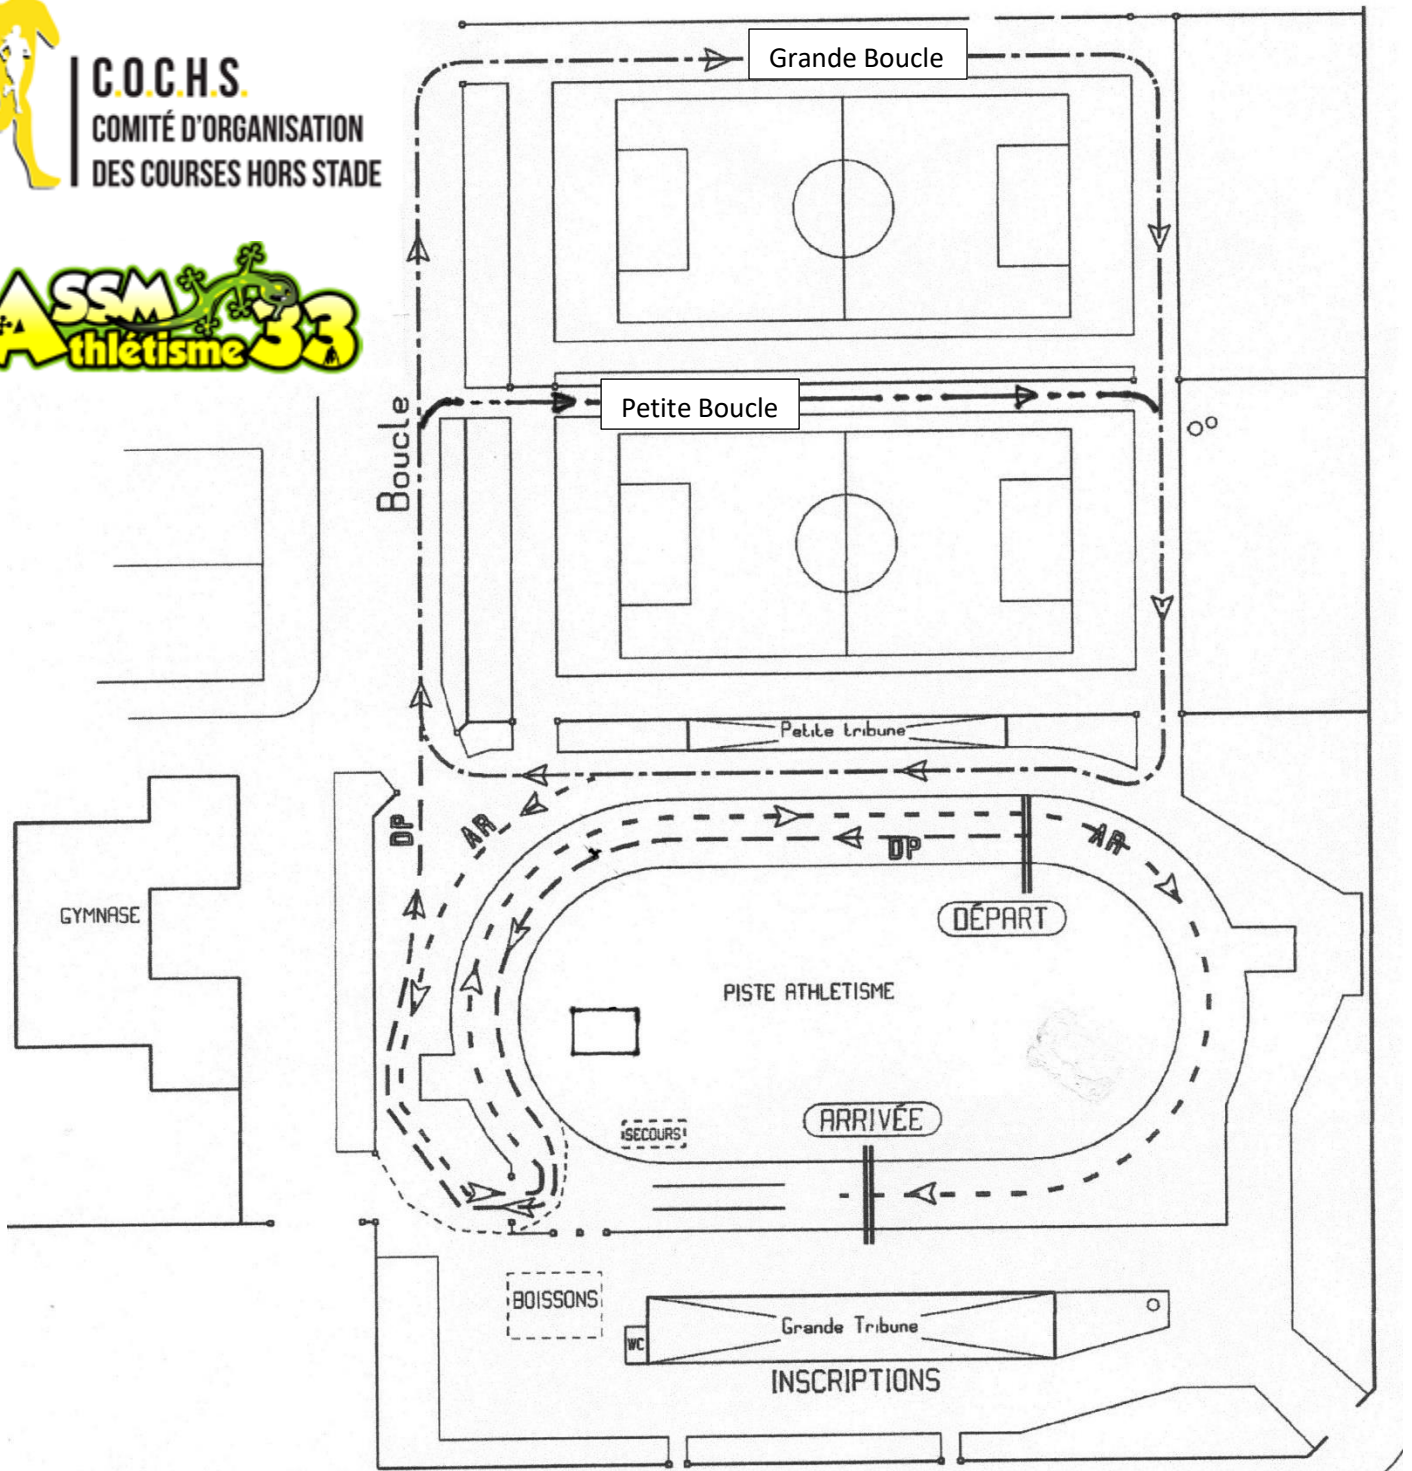 Grande Boucle
C.O.C.H.S.
COMITÉ D'ORGANISATION
DES COURSES HORS STADE
ASSM
Athlétisme 33
Boucle
Petite Boucle
Petite tribune
DP
AR
DP
AR
GYMNASE
DÉPART
PISTE ATHLETISME
ARRIVÉE
SECOURS
BOISSONS
Grande Tribune
WC
INSCRIPTIONS